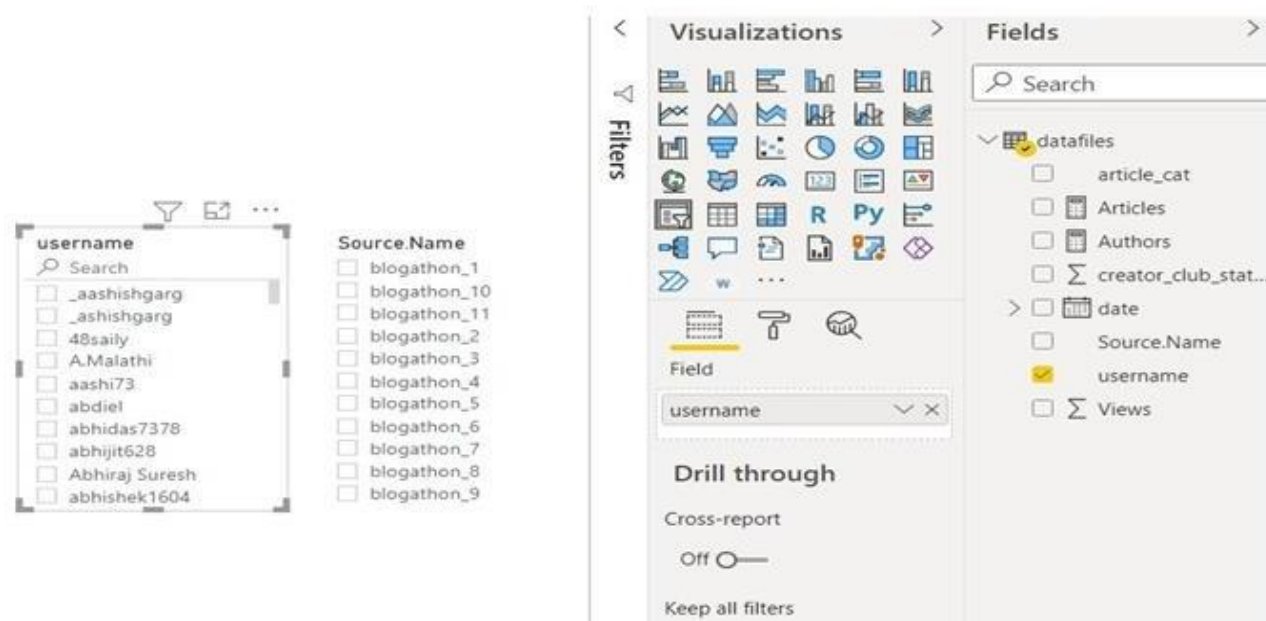 username
Search
_aashishgarg
_ashishgarg
48saily
A.Malathi
aashi73
abdiel
abhidas7378
abhijit628
Abhiraj Suresh
abhishek1604
Source.Name
blogathon_1
blogathon_10
blogathon_11
blogathon_2
blogathon_3
blogathon_4
blogathon_5
blogathon_6
blogathon_7
blogathon_8
blogathon_9
Filters
Visualizations
123
R
Py
w
Field
username
Drill through
Cross-report
Off
Keep all filters
Fields
Search
datafiles
article_cat
Articles
Authors
creator_club_stat...
date
Source.Name
username
Views